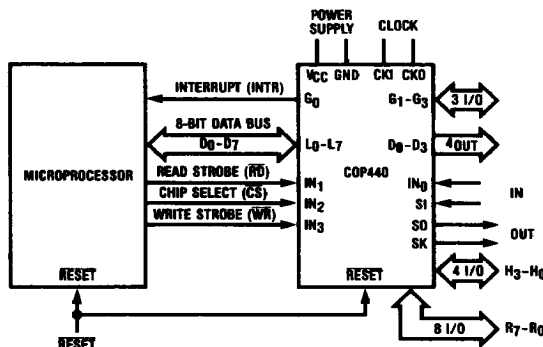 POWER SUPPLY
CLOCK
VCC GND CKI CKO
INTERRUPT (INTR)
G0
G1-G3
3 I/O
8-BIT DATA BUS
D0-D7
L0-L7
D0-D3
4 OUT
MICROPROCESSOR
COP440
READ STROBE (RD)
IN1
IN0
IN
CHIP SELECT (CS)
IN2
SI
WRITE STROBE (WR)
IN3
SO
OUT
SK
RESET
RESET
4 I/O
H3-H0
RESET
8 I/O
R7-R0